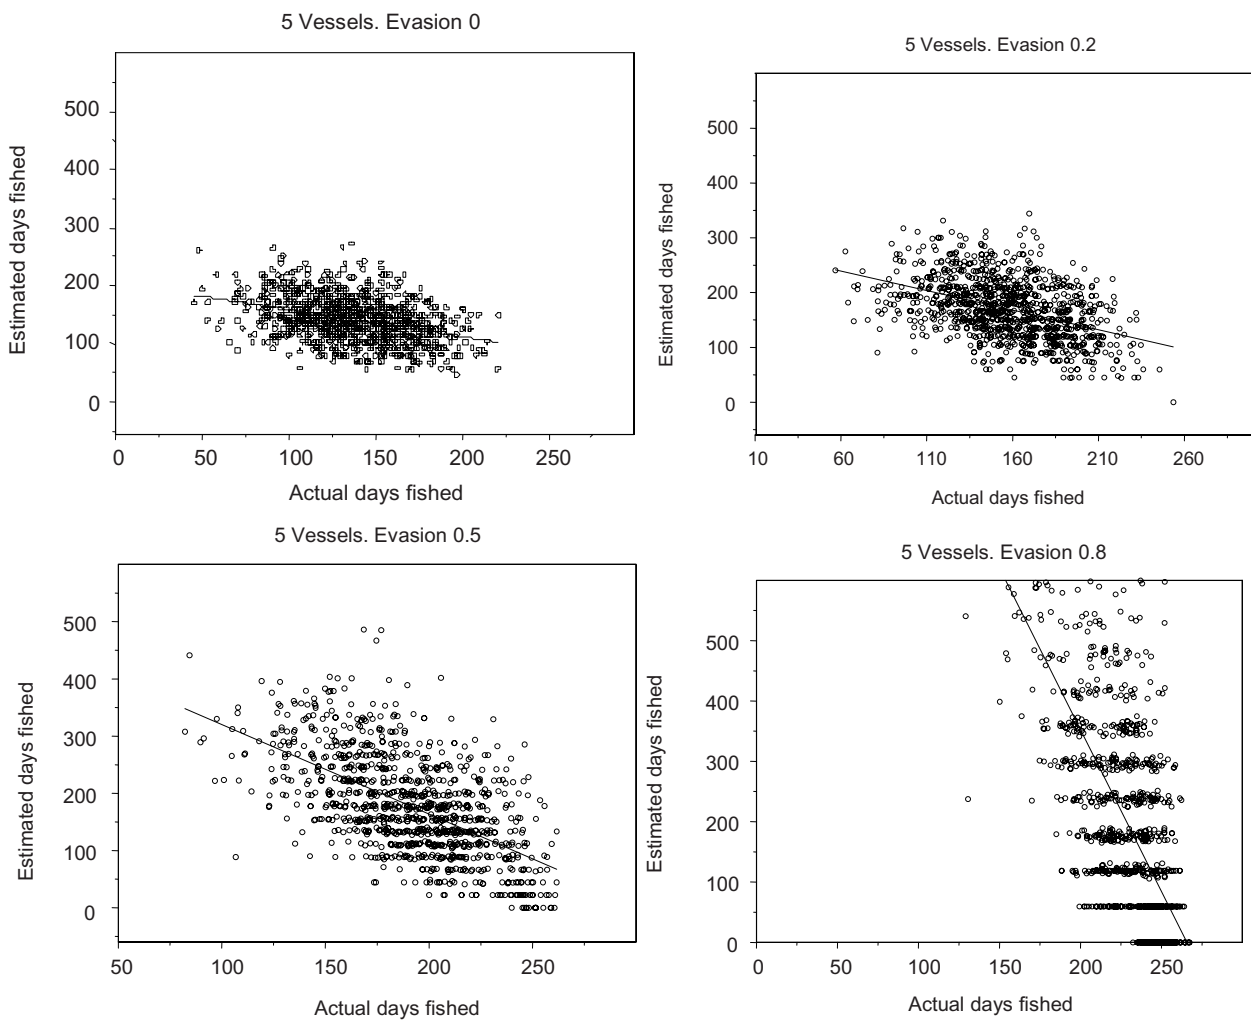 5 Vessels. Evasion 0
Estimated days fished
500
400
300
200
100
0
0 50 100 150 200 250
Actual days fished
5 Vessels. Evasion 0.2
Estimated days fished
500
400
300
200
100
0
10 60 110 160 210 260
Actual days fished
5 Vessels. Evasion 0.5
Estimated days fished
500
400
300
200
100
0
50 100 150 200 250
Actual days fished
5 Vessels. Evasion 0.8
Estimated days fished
500
400
300
200
100
0
0 50 100 150 200 250
Actual days fished